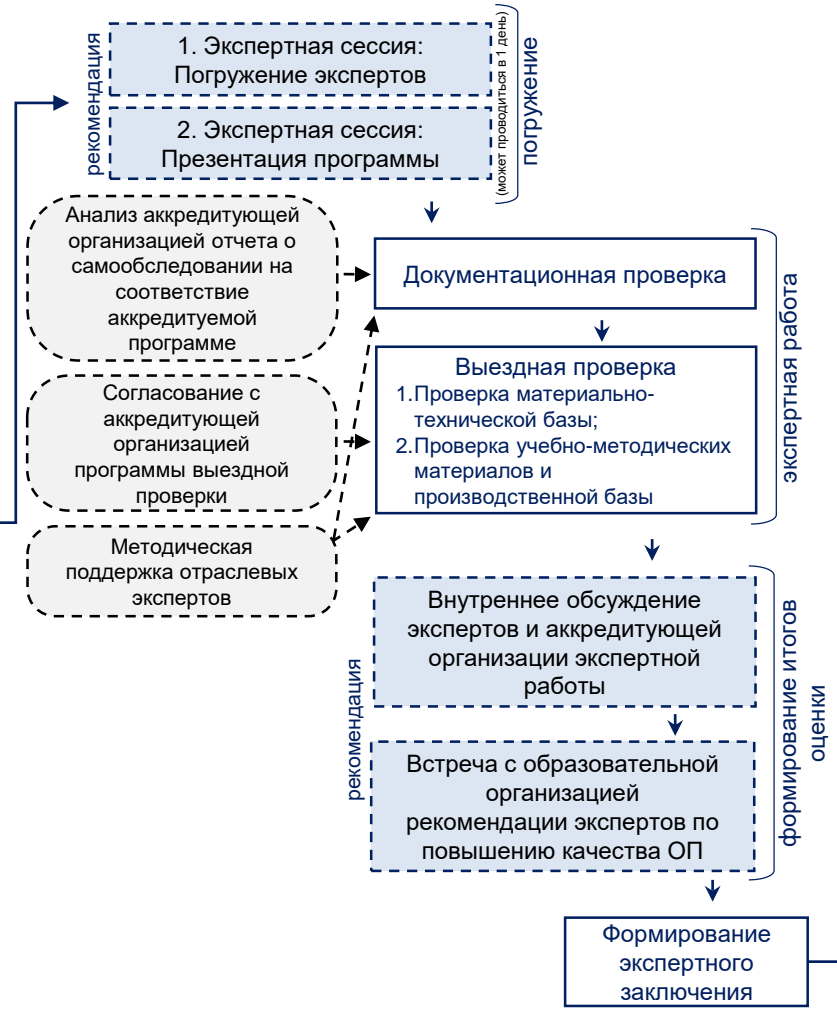 рекомендация
1. Экспертная сессия:
Погружение экспертов
2. Экспертная сессия:
Презентация программы
(может проводиться в 1 день)
погружение
Анализ аккредитующей
организацией отчета о
самообследовании на
соответствие
аккредитуемой
программе
Документационная проверка
Согласование с
аккредитующей
организацией
программы выездной
проверки
Выездная проверка
1.Проверка материально-
технической базы;
2.Проверка учебно-методических
материалов и
производственной базы
экспертная работа
Методическая
поддержка отраслевых
экспертов
рекомендация
Внутреннее обсуждение
экспертов и аккредитующей
организации экспертной
работы
Встреча с образовательной
организацией
рекомендации экспертов по
повышению качества ОП
формирование итогов
оценки
Формирование
экспертного
заключения